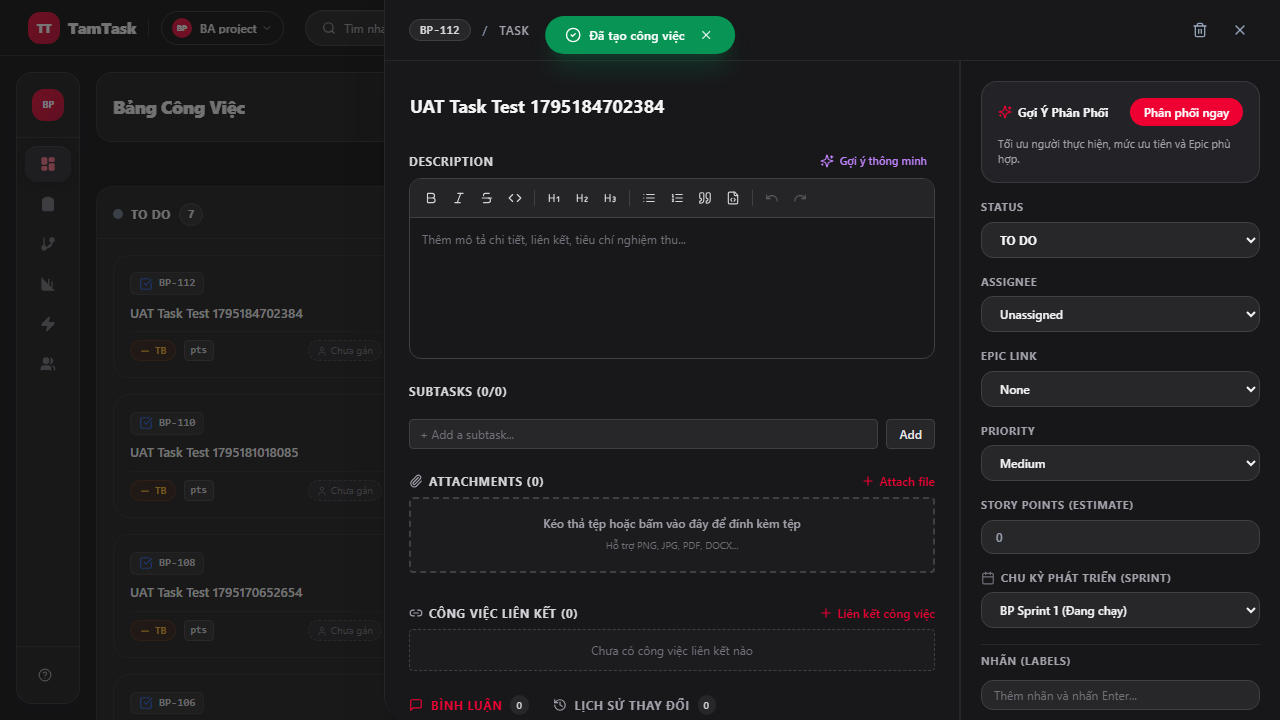 TT TamTask
BP BA project
Tìm
BP-112 / TASK
Đã tạo công việc
BP
Bảng Công Việc
TO DO 7
BP-112
UAT Task Test 1795184702384
TB pts Chưa gán
BP-110
UAT Task Test 1795181018085
TB pts Chưa gán
BP-108
UAT Task Test 1795170652654
TB pts Chưa gán
BP-106
UAT Task Test 1795184702384
DESCRIPTION
Gợi ý thông minh
B I S <> H1 H2 H3
Thêm mô tả chi tiết, liên kết, tiêu chí nghiệm thu...
SUBTASKS (0/0)
+ Add a subtask...
Add
ATTACHMENTS (0)
+ Attach file
Kéo thả tệp hoặc bấm vào đây để đính kèm tệp
Hỗ trợ PNG, JPG, PDF, DOCX...
CÔNG VIỆC LIÊN KẾT (0)
+ Liên kết công việc
Chưa có công việc liên kết nào
BÌNH LUẬN 0
LỊCH SỬ THAY ĐỔI 0
Gợi Ý Phân Phối
Phân phối ngay
Tối ưu người thực hiện, mức ưu tiên và Epic phù
hợp.
STATUS
TO DO
ASSIGNEE
Unassigned
EPIC LINK
None
PRIORITY
Medium
STORY POINTS (ESTIMATE)
0
CHU KỲ PHÁT TRIỂN (SPRINT)
BP Sprint 1 (Đang chạy)
NHÃN (LABELS)
Thêm nhãn và nhấn Enter...